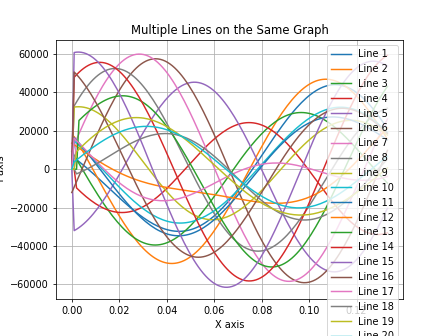 Multiple Lines on the Same Graph
60000
40000
20000
0
−20000
−40000
−60000
0.00
0.02
0.04
0.06
0.08
0.10
X axis
Line 1
Line 2
Line 3
Line 4
Line 5
Line 6
Line 7
Line 8
Line 9
Line 10
Line 11
Line 12
Line 13
Line 14
Line 15
Line 16
Line 17
Line 18
Line 19
Line 20